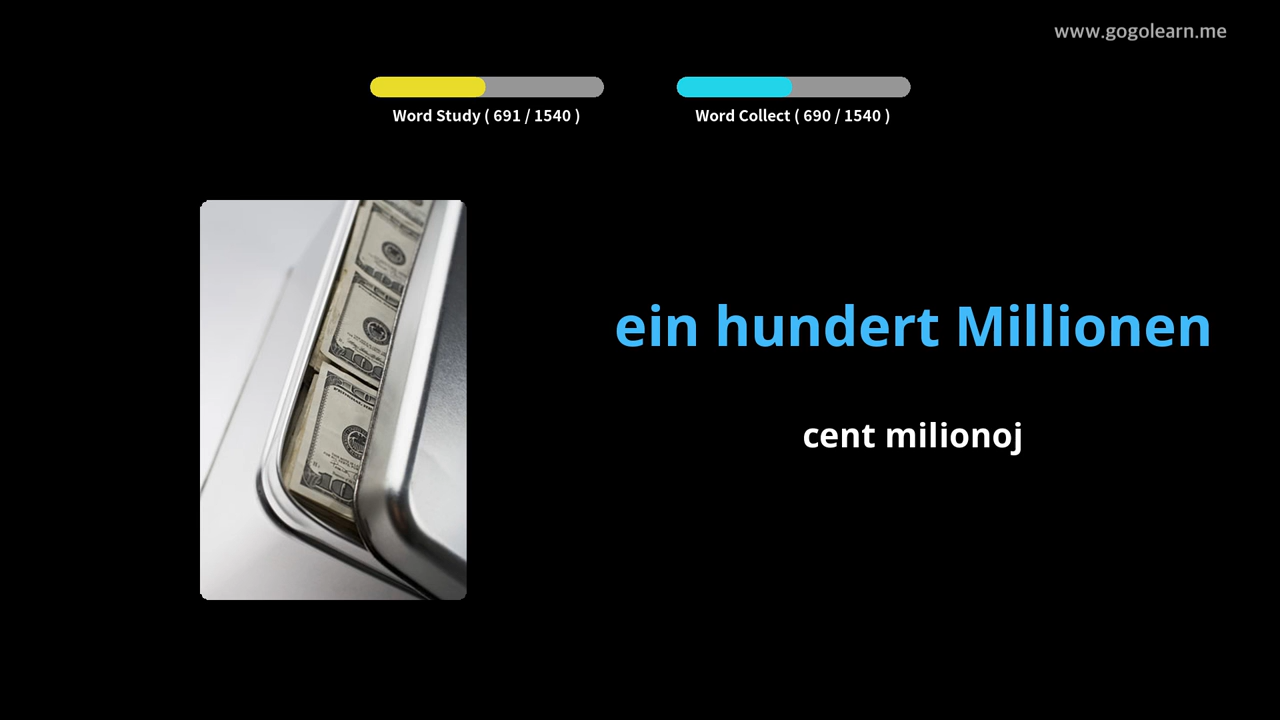 www.gogolearn.me
Word Study ( 691 / 1540 )
Word Collect ( 690 / 1540 )
ein hundert Millionen
cent milionoj